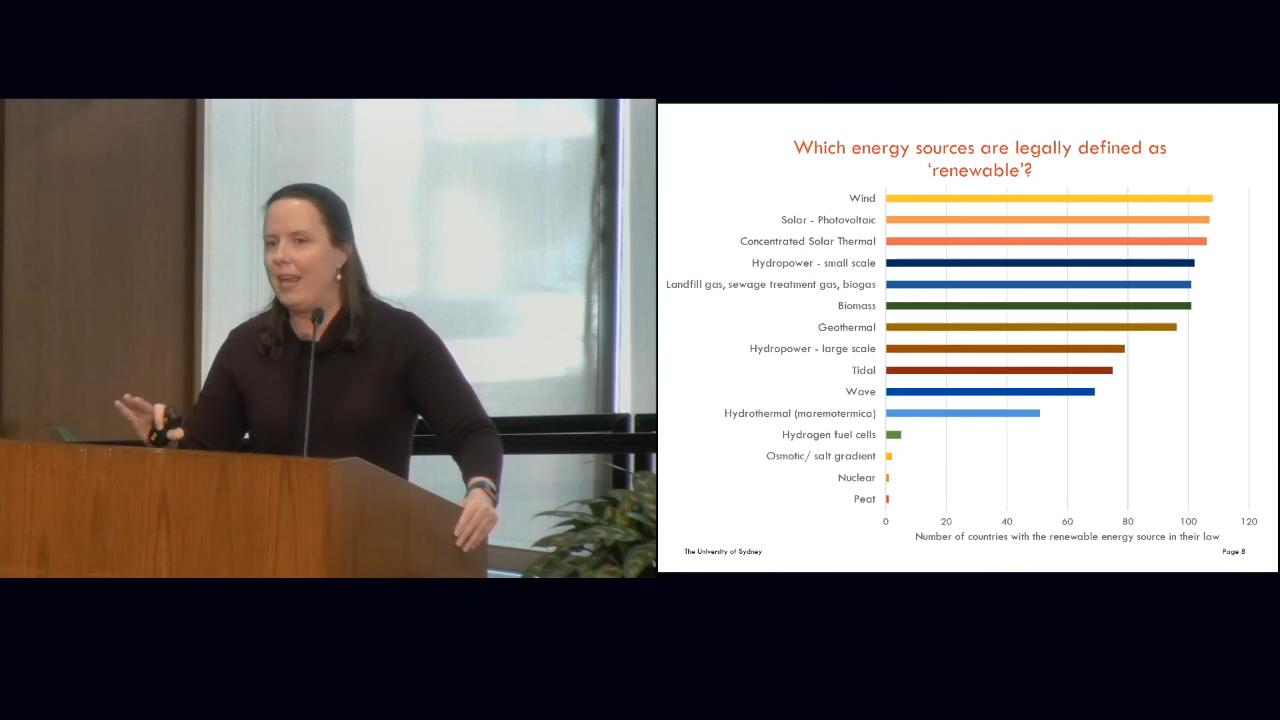 Which energy sources are legally defined as
‘renewable’?
Wind
Solar - Photovoltaic
Concentrated Solar Thermal
Hydropower - small scale
Landfill gas, sewage treatment gas, biogas
Biomass
Geothermal
Hydropower - large scale
Tidal
Wave
Hydrothermal (maremotermica)
Hydrogen fuel cells
Osmotic/ salt gradient
Nuclear
Peat
0 20 40 60 80 100 120
Number of countries with the renewable energy source in their law
The University of Sydney
Page 8